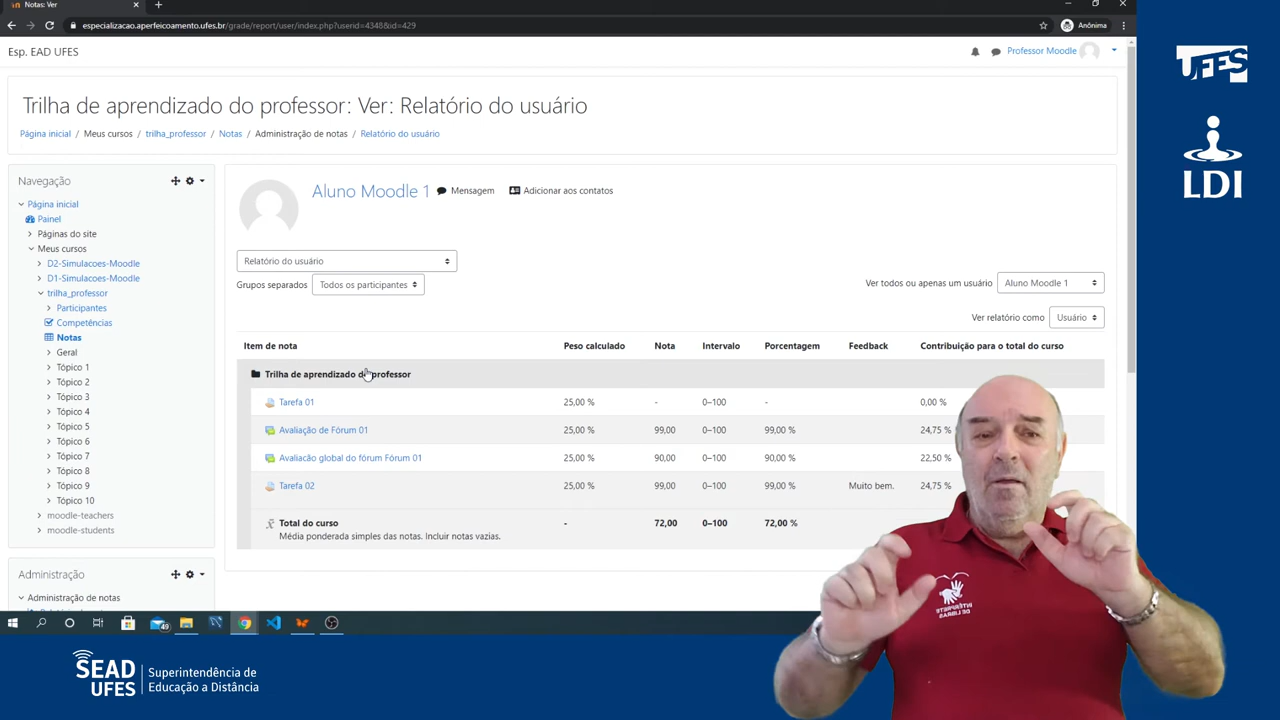 Notas: Ver
especializacao.aperfeicoamento.ufes.br/grade/report/user/index.php?userid=4348&id=429
Anônima
Esp. EAD UFES
Professor Moodle
Trilha de aprendizado do professor: Ver: Relatório do usuário
Página inicial / Meus cursos / trilha_professor / Notas / Administração de notas / Relatório do usuário
Navegação
Página inicial
Painel
Páginas do site
Meus cursos
D2-Simulacoes-Moodle
D1-Simulacoes-Moodle
trilha_professor
Participantes
Competências
Notas
Geral
Tópico 1
Tópico 2
Tópico 3
Tópico 4
Tópico 5
Tópico 6
Tópico 7
Tópico 8
Tópico 9
Tópico 10
moodle-teachers
moodle-students
Administração
Administração de notas
Aluno Moodle 1 Mensagem Adicionar aos contatos
Relatório do usuário
Grupos separados Todos os participantes
Ver todos ou apenas um usuário Aluno Moodle 1
Ver relatório como Usuário
Item de nota Peso calculado Nota Intervalo Porcentagem Feedback Contribuição para o total do curso
Trilha de aprendizado do professor
Tarefa 01 25,00 % - 0–100 - 0,00 %
Avaliação de Fórum 01 25,00 % 99,00 0–100 99,00 % 24,75 %
Avaliacão global do fórum Fórum 01 25,00 % 90,00 0–100 90,00 % 22,50 %
Tarefa 02 25,00 % 99,00 0–100 99,00 % Muito bem. 24,75 %
Total do curso - 72,00 0–100 72,00 %
Média ponderada simples das notas. Incluir notas vazias.
49
UFES
LDI
INTÉRPRETE
DE LIBRAS
SEAD
UFES
Superintendência de
Educação a Distância